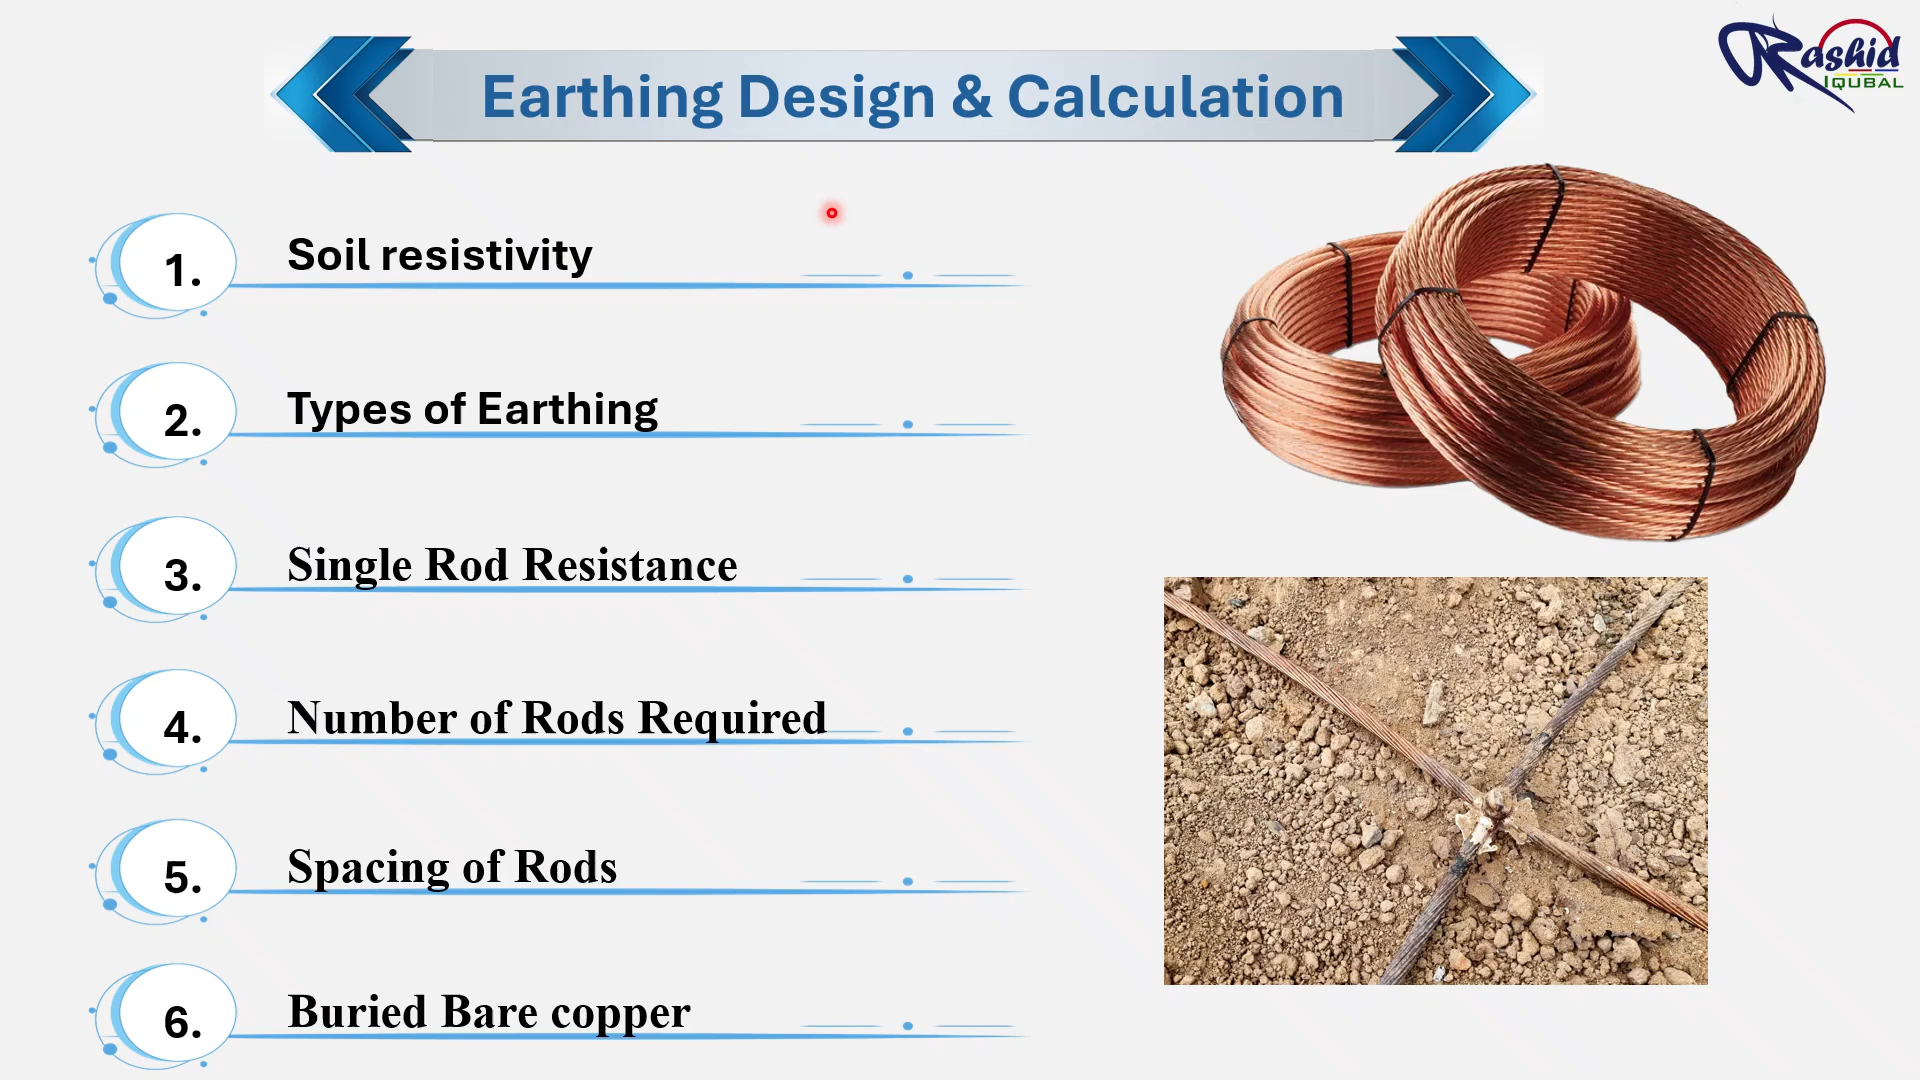 Earthing Design & Calculation
Rashid
IQUBAL
1. Soil resistivity
2. Types of Earthing
3. Single Rod Resistance
4. Number of Rods Required
5. Spacing of Rods
6. Buried Bare copper